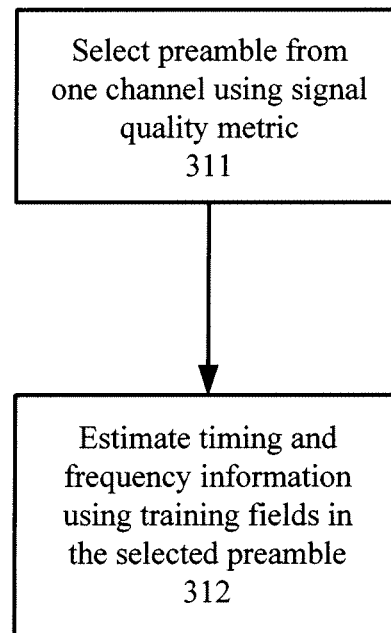 Select preamble from
one channel using signal
quality metric
311
Estimate timing and
frequency information
using training fields in
the selected preamble
312